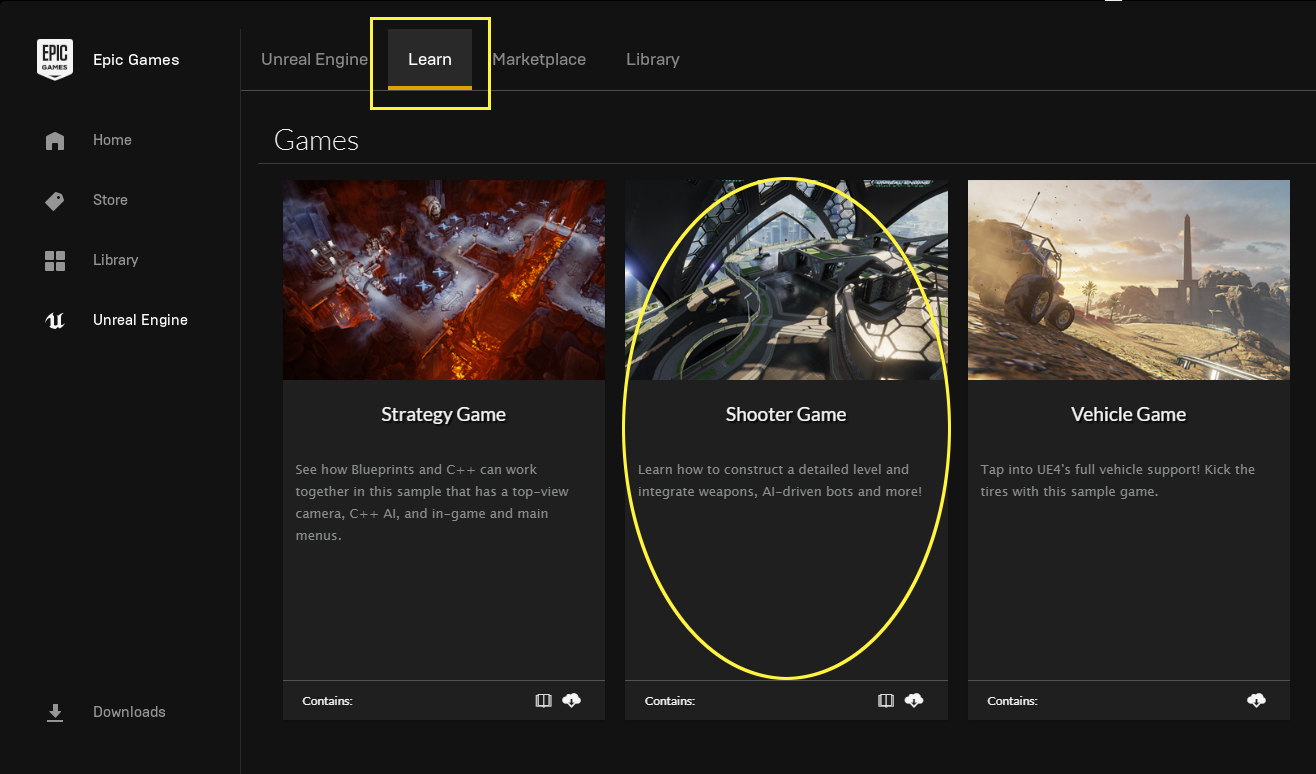 EPIC
GAMES
Epic Games
Unreal Engine
Learn
Marketplace
Library
Home
Store
Library
Unreal Engine
Downloads
Games
Strategy Game
See how Blueprints and C++ can work
together in this sample that has a top-view
camera, C++ AI, and in-game and main
menus.
Contains:
Shooter Game
Learn how to construct a detailed level and
integrate weapons, AI-driven bots and more!
Contains:
Vehicle Game
Tap into UE4's full vehicle support! Kick the
tires with this sample game.
Contains: